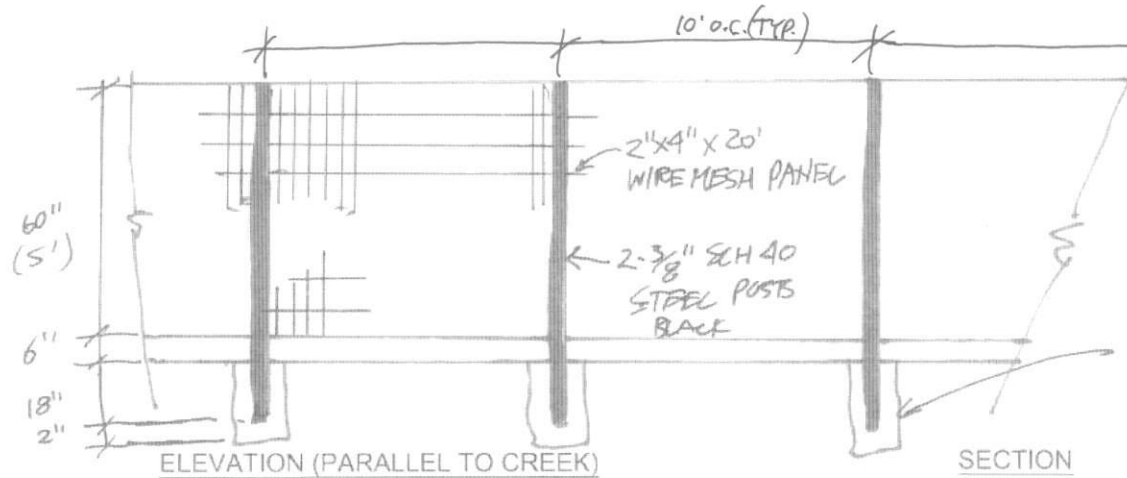 10' O.C. (TYP.)
2"X4" X 20'
WIRE MESH PANEL
60"
(5')
2-3/8" SCH 40
STEEL POSTS
BLACK
6"
18"
2"
ELEVATION (PARALLEL TO CREEK)
SECTION